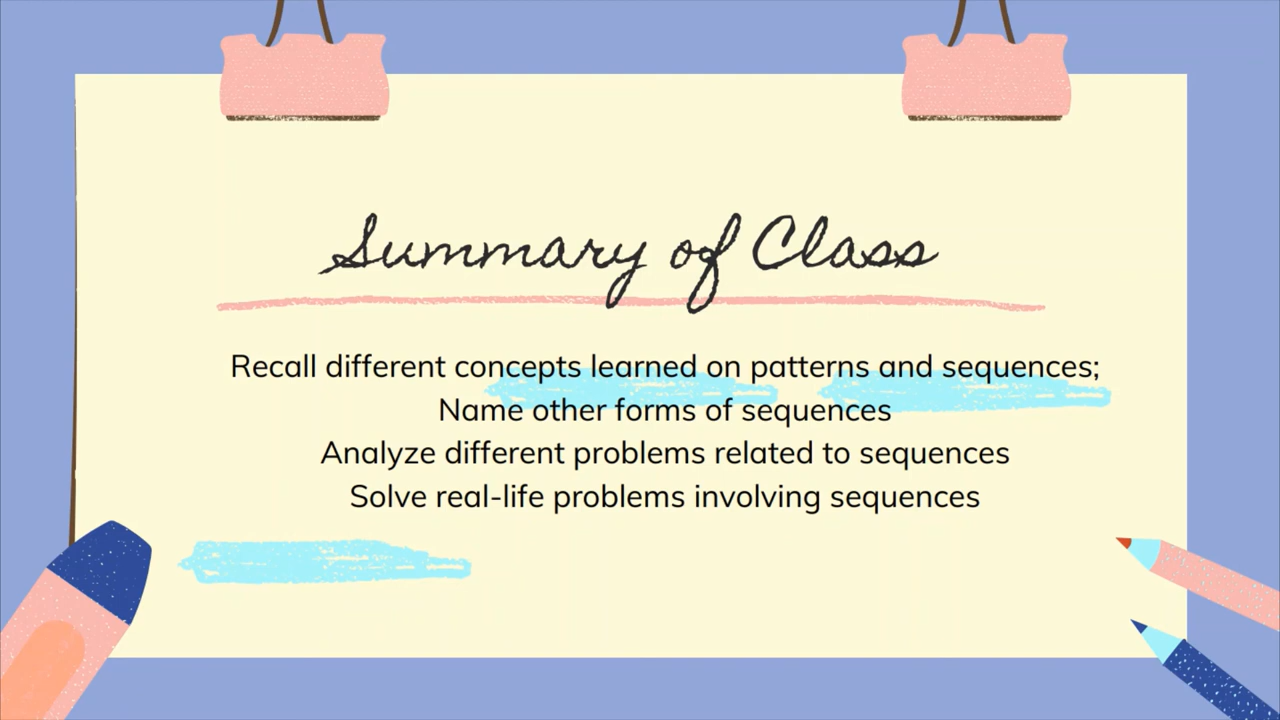 Summary of Class
Recall different concepts learned on patterns and sequences;
Name other forms of sequences
Analyze different problems related to sequences
Solve real-life problems involving sequences